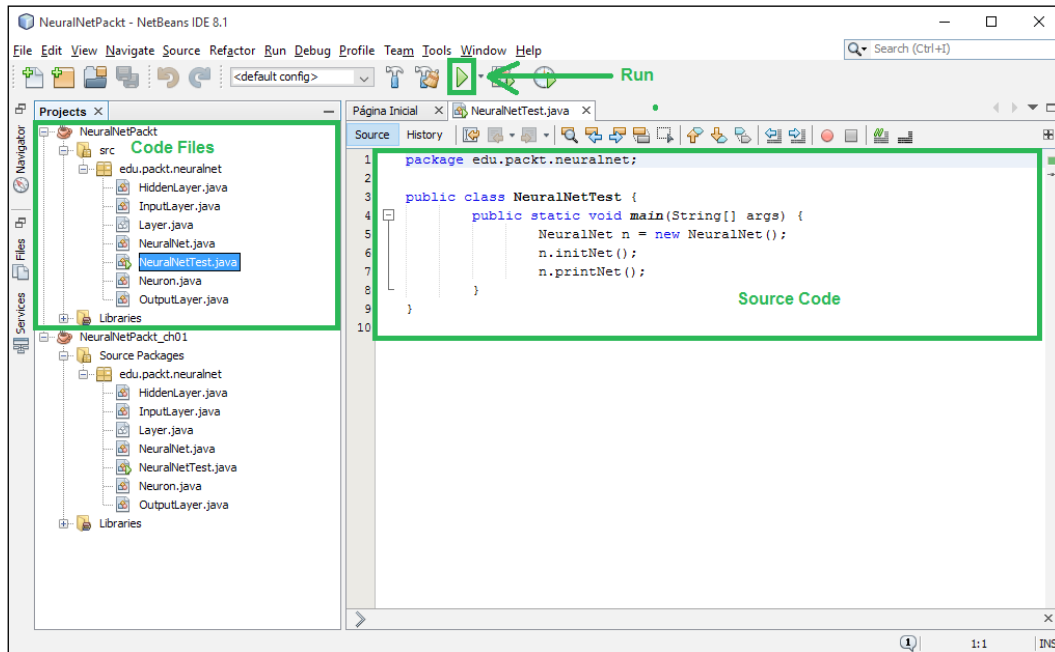 NeuralNetPackt - NetBeans IDE 8.1
File Edit View Navigate Source Refactor Run Debug Profile Team Tools Window Help
Search (Ctrl+I)
<default config>
Run
Projects
Navigator
Files
Services
NeuralNetPackt
src
Code Files
edu.packt.neuralnet
HiddenLayer.java
InputLayer.java
Layer.java
NeuralNet.java
NeuralNetTest.java
Neuron.java
OutputLayer.java
Libraries
NeuralNetPackt_ch01
Source Packages
edu.packt.neuralnet
HiddenLayer.java
InputLayer.java
Layer.java
NeuralNet.java
NeuralNetTest.java
Neuron.java
OutputLayer.java
Libraries
Página Inicial NeuralNetTest.java
Source History
1 package edu.packt.neuralnet;
2
3 public class NeuralNetTest {
4 public static void main(String[] args) {
5 NeuralNet n = new NeuralNet();
6 n.initNet();
7 n.printNet();
8 }
9 }
10
Source Code
1 1:1 INS